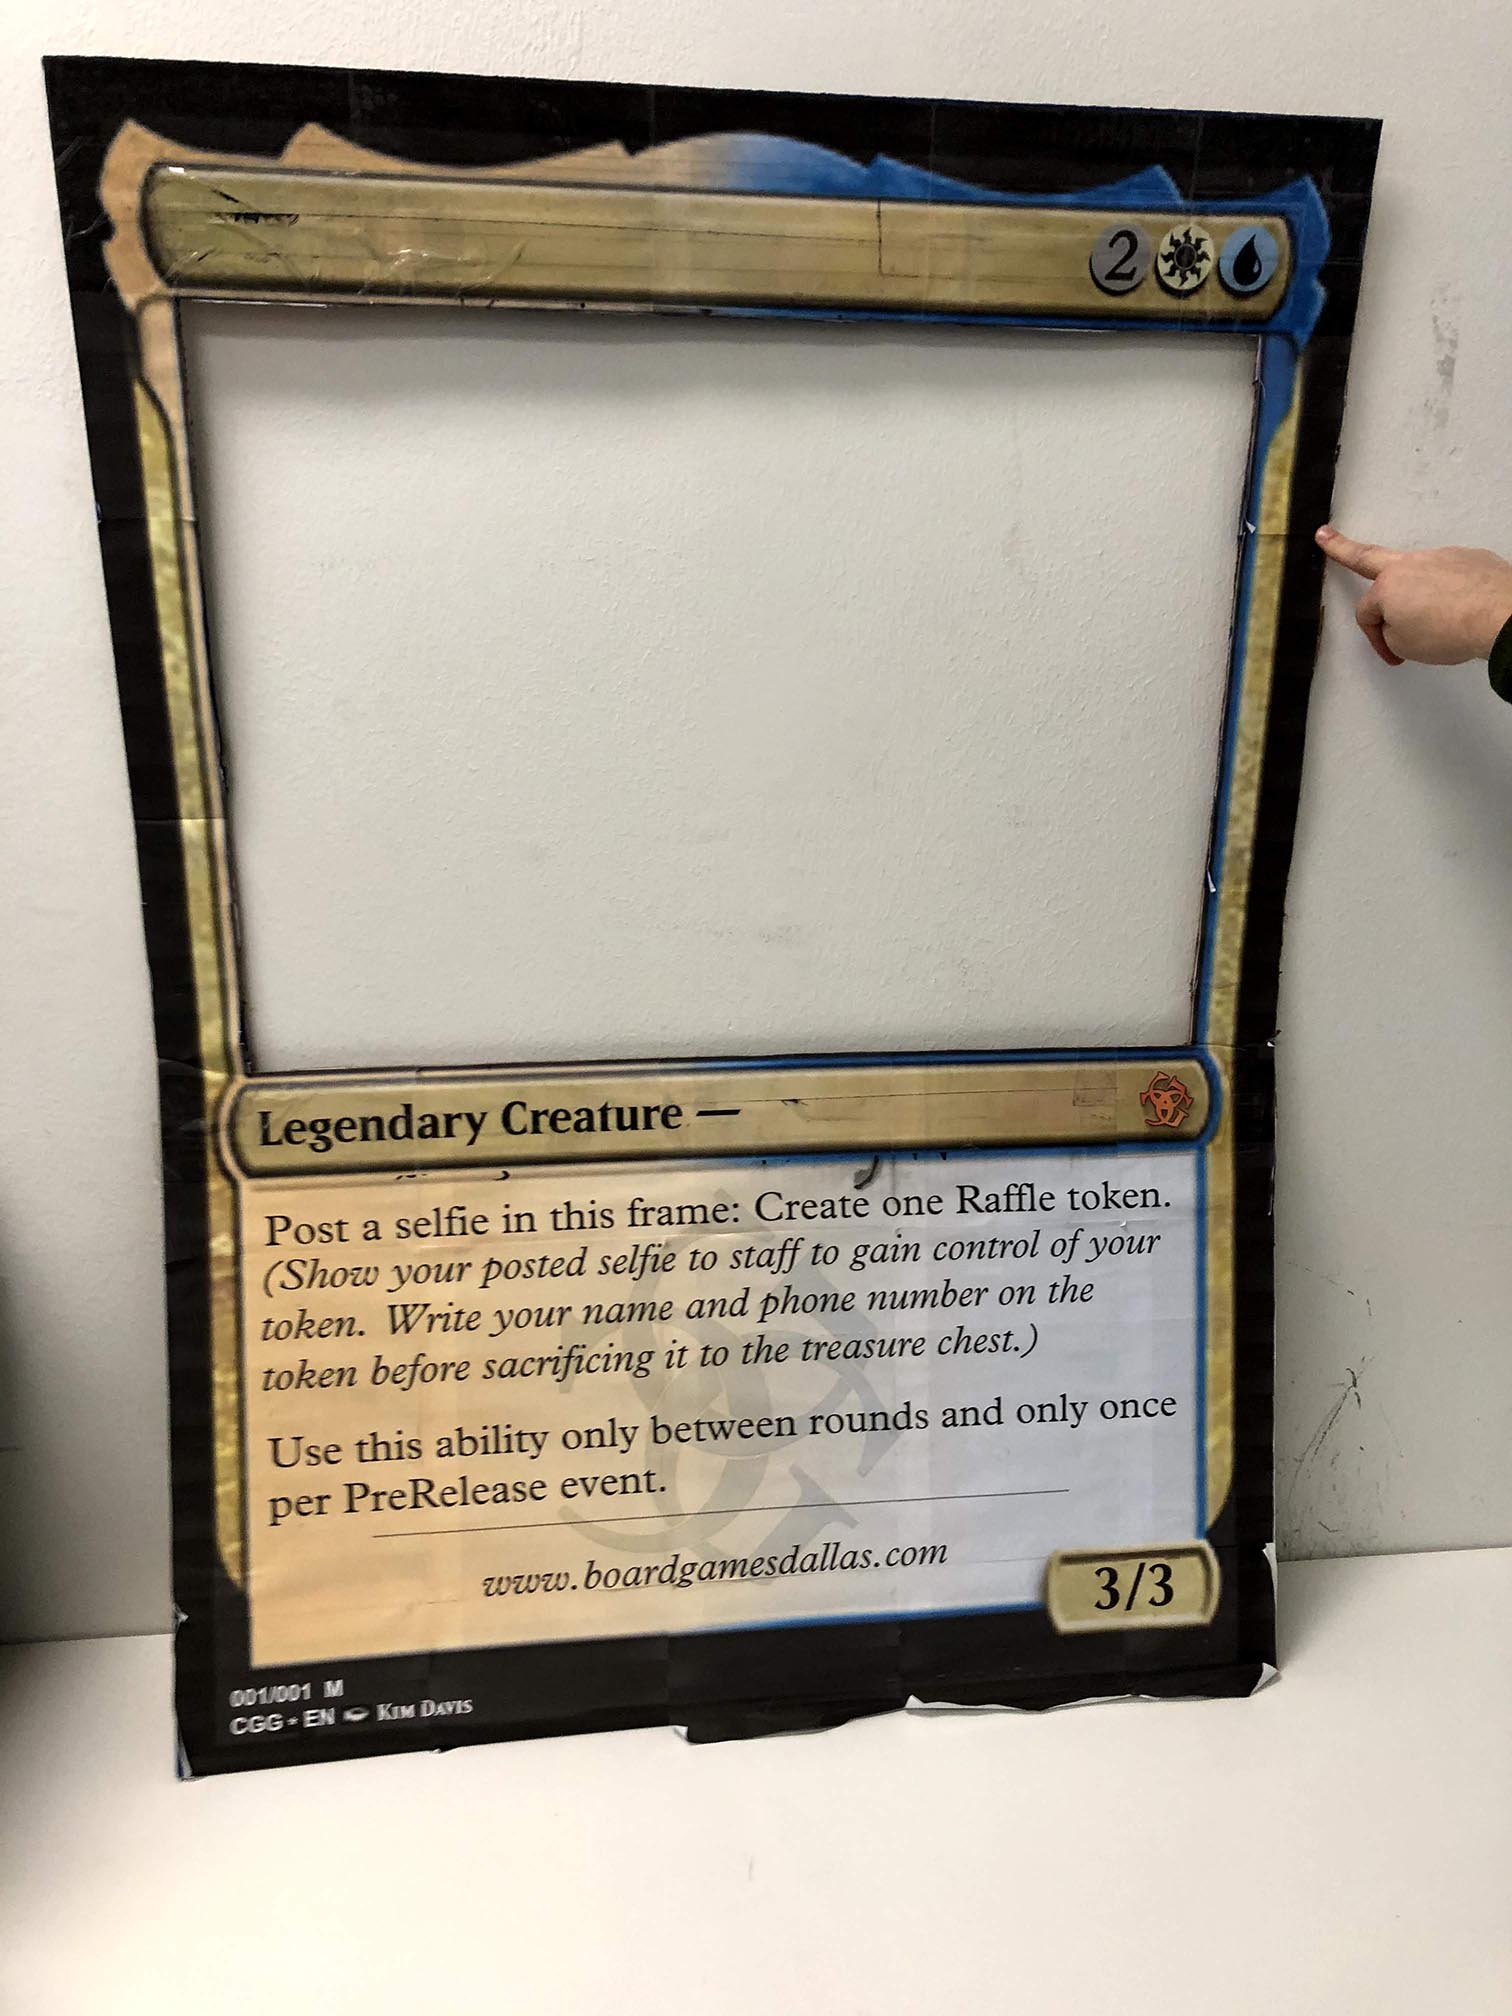 2
Legendary Creature —
Post a selfie in this frame: Create one Raffle token.
(Show your posted selfie to staff to gain control of your
token. Write your name and phone number on the
token before sacrificing it to the treasure chest.)
Use this ability only between rounds and only once
per PreRelease event.
www.boardgamesdallas.com
3/3
001/001 M
CGG • EN Kim Davis